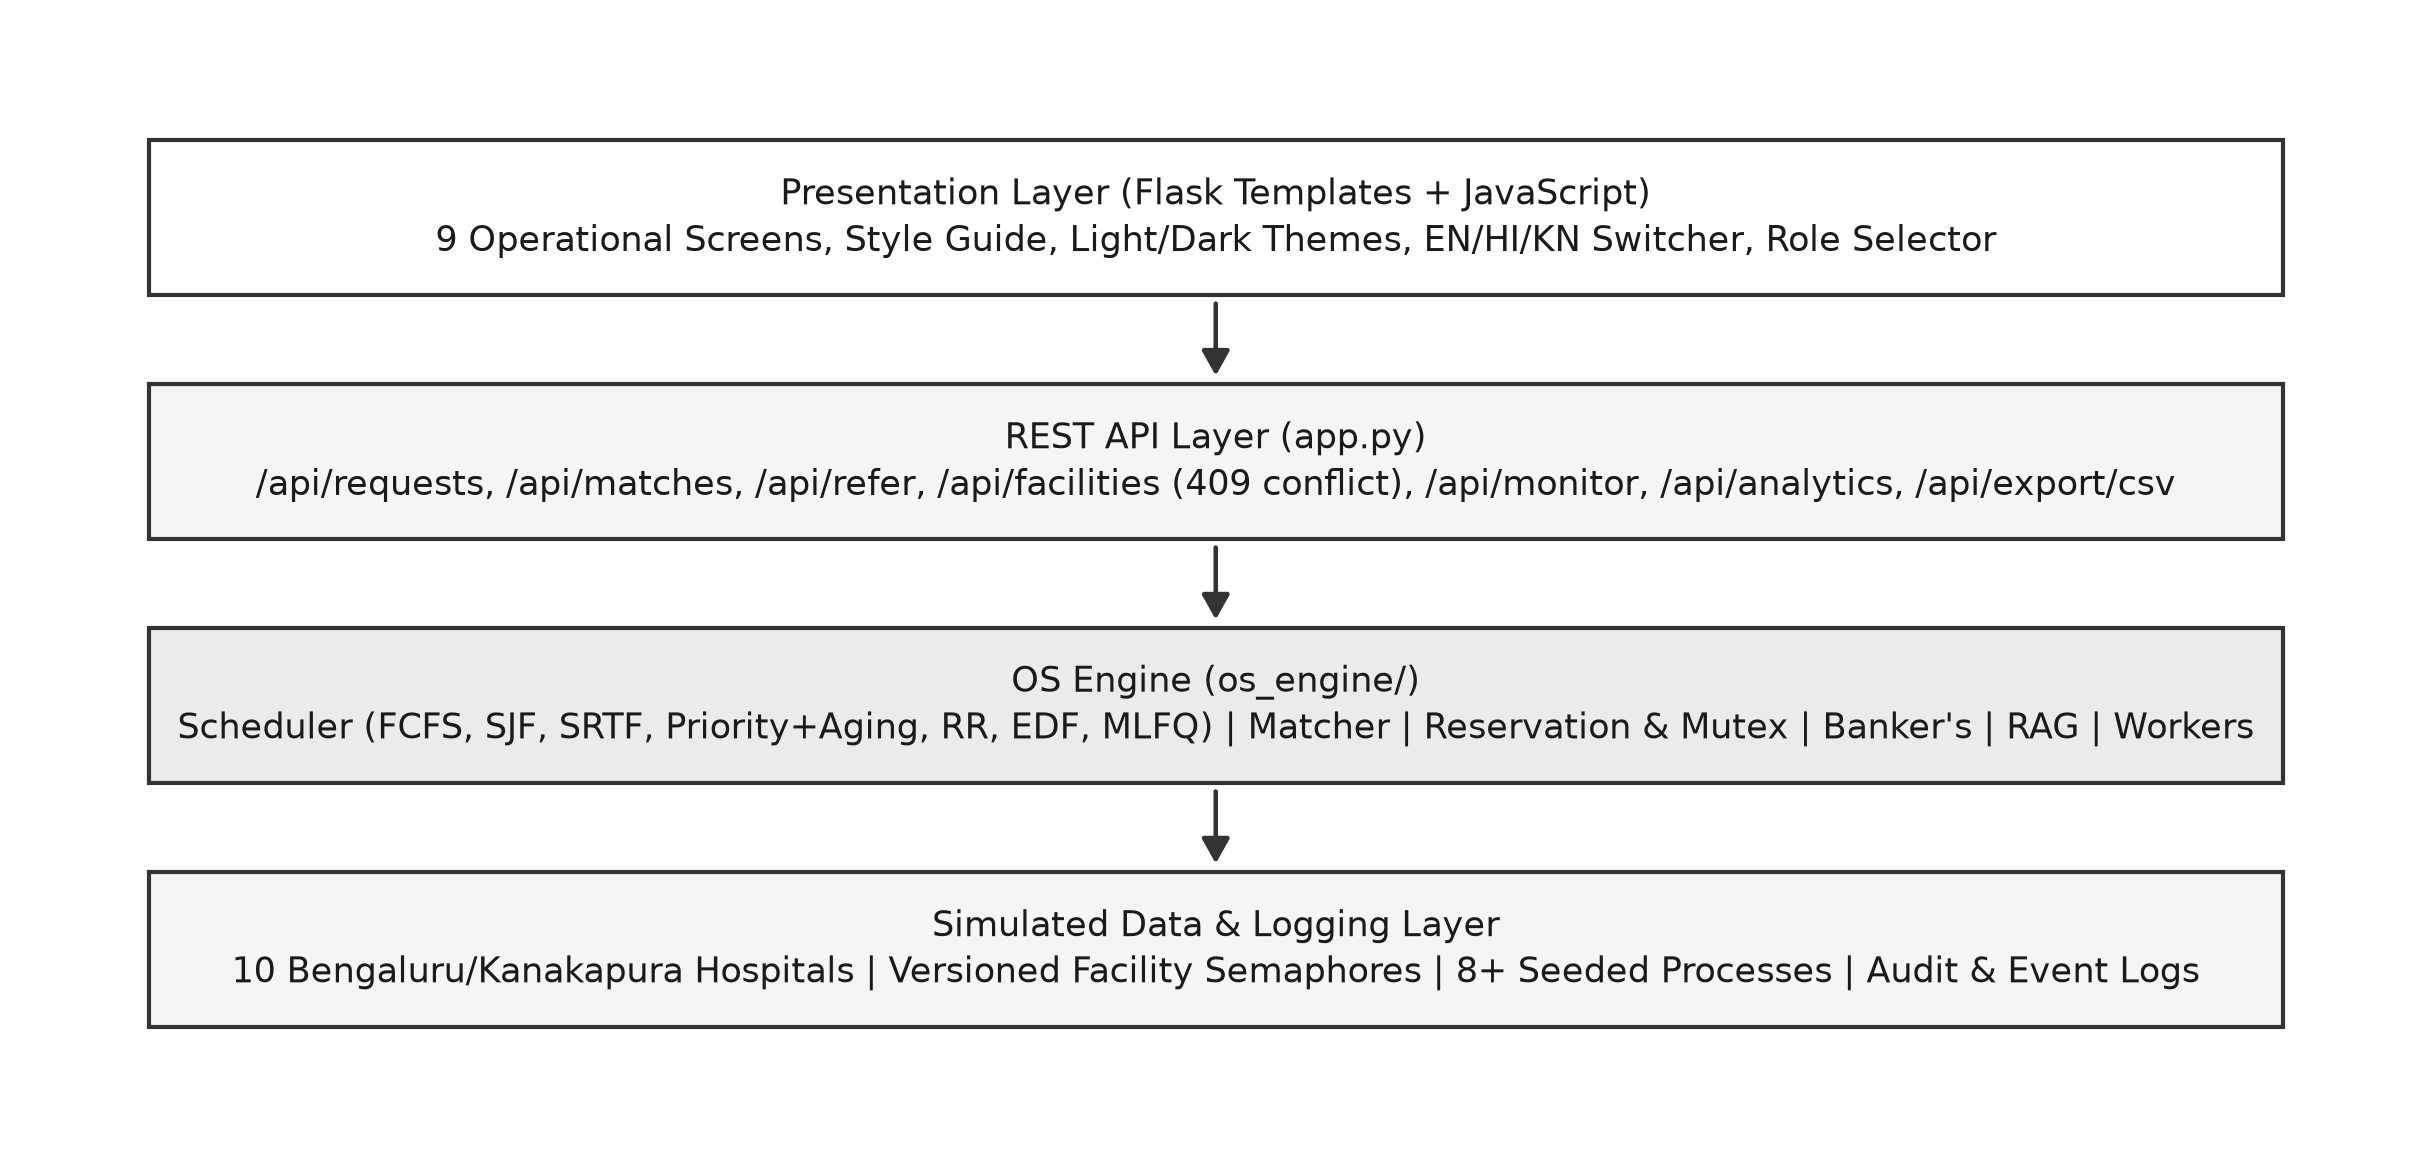 Presentation Layer (Flask Templates + JavaScript)
9 Operational Screens, Style Guide, Light/Dark Themes, EN/HI/KN Switcher, Role Selector
REST API Layer (app.py)
/api/requests, /api/matches, /api/refer, /api/facilities (409 conflict), /api/monitor, /api/analytics, /api/export/csv
OS Engine (os_engine/)
Scheduler (FCFS, SJF, SRTF, Priority+Aging, RR, EDF, MLFQ) | Matcher | Reservation & Mutex | Banker's | RAG | Workers
Simulated Data & Logging Layer
10 Bengaluru/Kanakapura Hospitals | Versioned Facility Semaphores | 8+ Seeded Processes | Audit & Event Logs